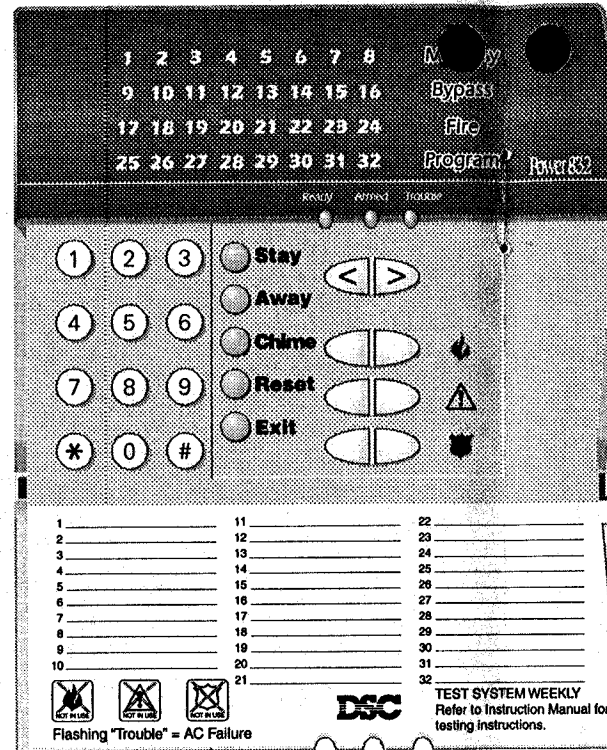 1 2 3 4 5 6 7 8
9 10 11 12 13 14 15 16 Bypass
17 18 19 20 21 22 23 24 Fire
25 26 27 28 29 30 31 32 Program Power 832
Ready Armed Trouble
1 2 3 Stay < >
Away
4 5 6
Chime
7 8 9 Reset
Exit
* 0 #
1 11 22
2 12 23
3 13 24
4 14 25
5 15 26
6 16 27
7 17 28
8 18 29
9 19 30
10 20 31
21 32
NOT IN USE NOT IN USE NOT IN USE
DSC
TEST SYSTEM WEEKLY
Refer to Instruction Manual for
testing instructions.
Flashing "Trouble" = AC Failure